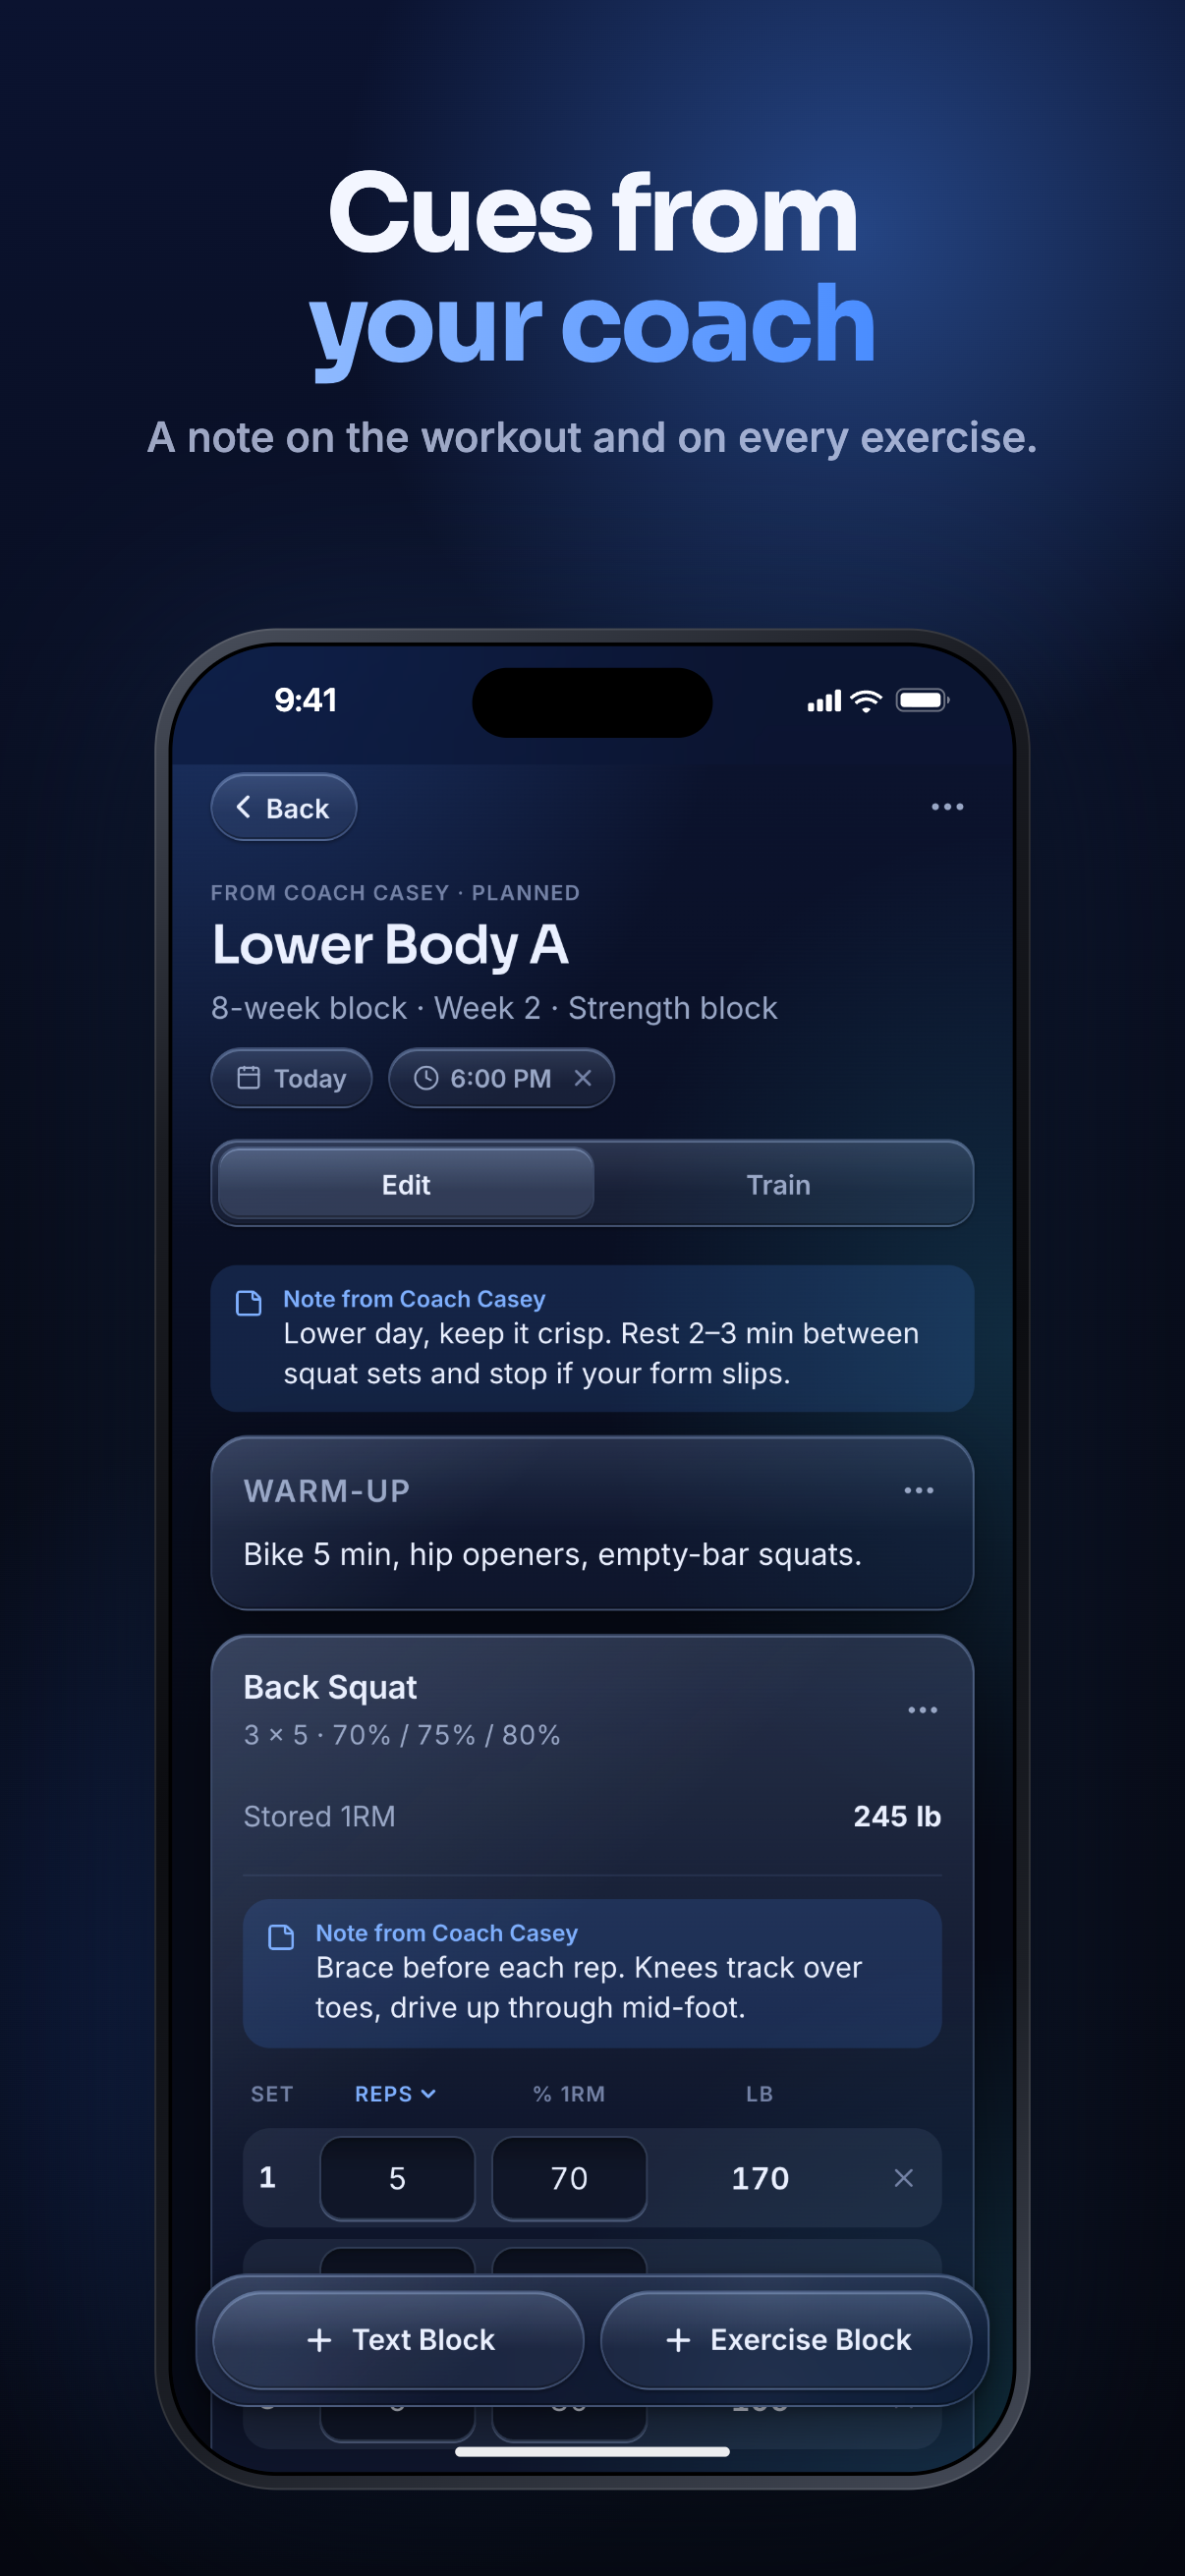 Cues from
your coach
A note on the workout and on every exercise.
9:41
Back
FROM COACH CASEY · PLANNED
Lower Body A
8-week block · Week 2 · Strength block
Today
6:00 PM
Edit
Train
Note from Coach Casey
Lower day, keep it crisp. Rest 2–3 min between
squat sets and stop if your form slips.
WARM-UP
Bike 5 min, hip openers, empty-bar squats.
Back Squat
3 × 5 · 70% / 75% / 80%
Stored 1RM
245 lb
Note from Coach Casey
Brace before each rep. Knees track over
toes, drive up through mid-foot.
SET REPS % 1RM LB
1 5 70 170
+ Text Block
+ Exercise Block